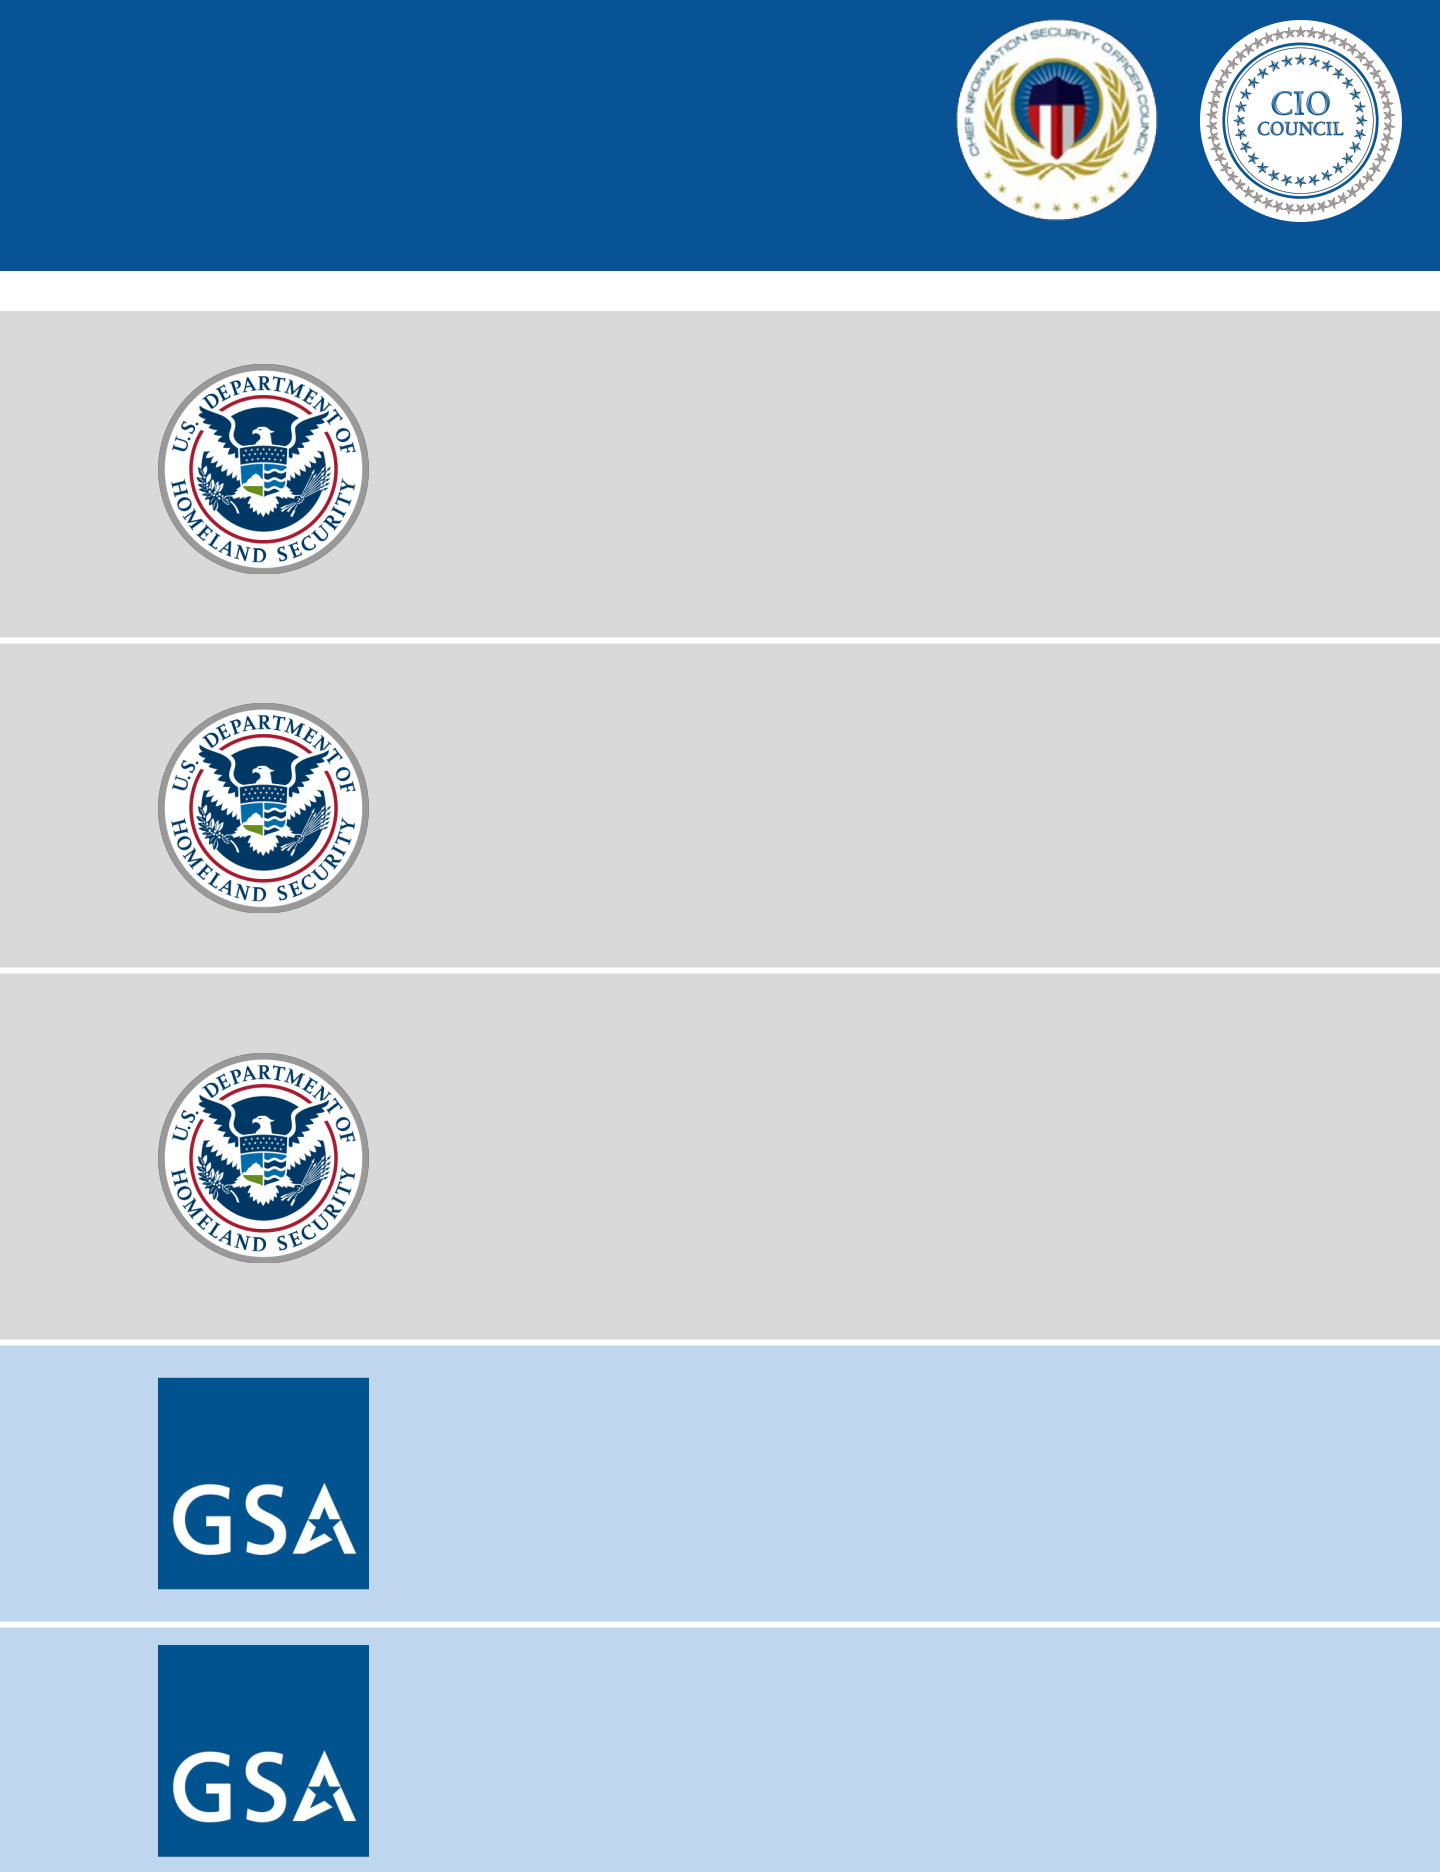 CHIEF INFORMATION SECURITY OFFICER COUNCIL
CIO
COUNCIL
U.S. DEPARTMENT OF
HOMELAND SECURITY
U.S. DEPARTMENT OF
HOMELAND SECURITY
U.S. DEPARTMENT OF
HOMELAND SECURITY
GSA
GSA